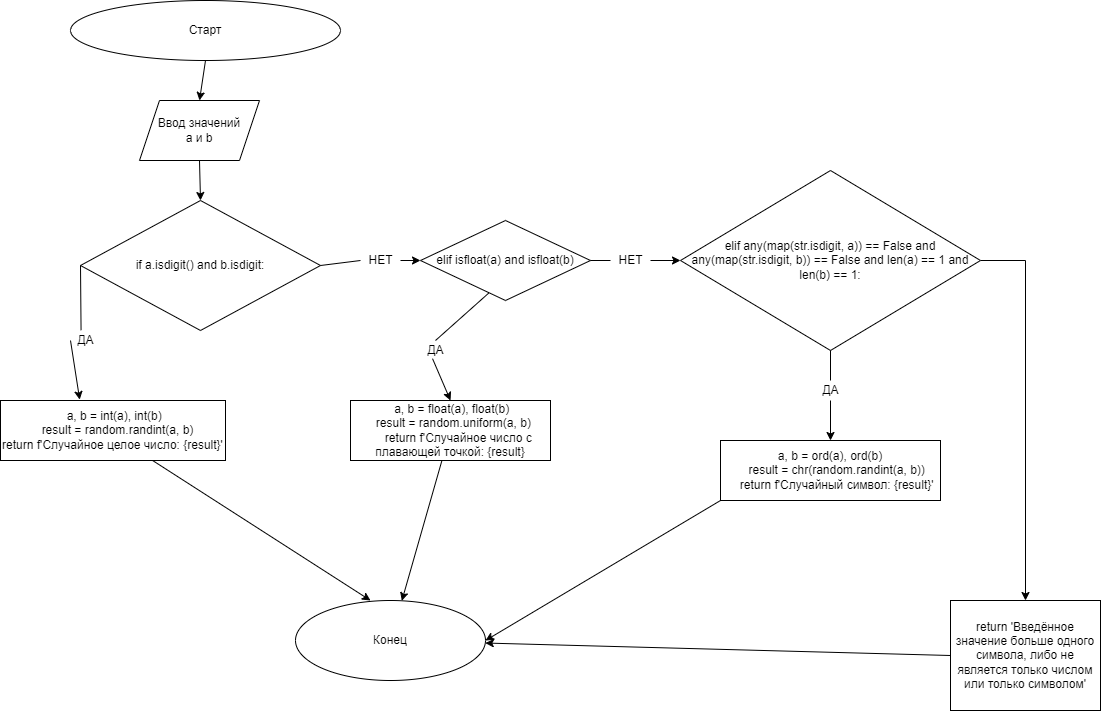 Старт
Ввод значений
a и b
if a.isdigit() and b.isdigit:
НЕТ
elif isfloat(a) and isfloat(b)
НЕТ
elif any(map(str.isdigit, a)) == False and
any(map(str.isdigit, b)) == False and len(a) == 1 and
len(b) == 1:
ДА
ДА
ДА
a, b = int(a), int(b)
result = random.randint(a, b)
return f'Случайное целое число: {result}'
a, b = float(a), float(b)
result = random.uniform(a, b)
return f'Случайное число с
плавающей точкой: {result}
a, b = ord(a), ord(b)
result = chr(random.randint(a, b))
return f'Случайный символ: {result}'
Конец
return 'Введённое
значение больше одного
символа, либо не
является только числом
или только символом'